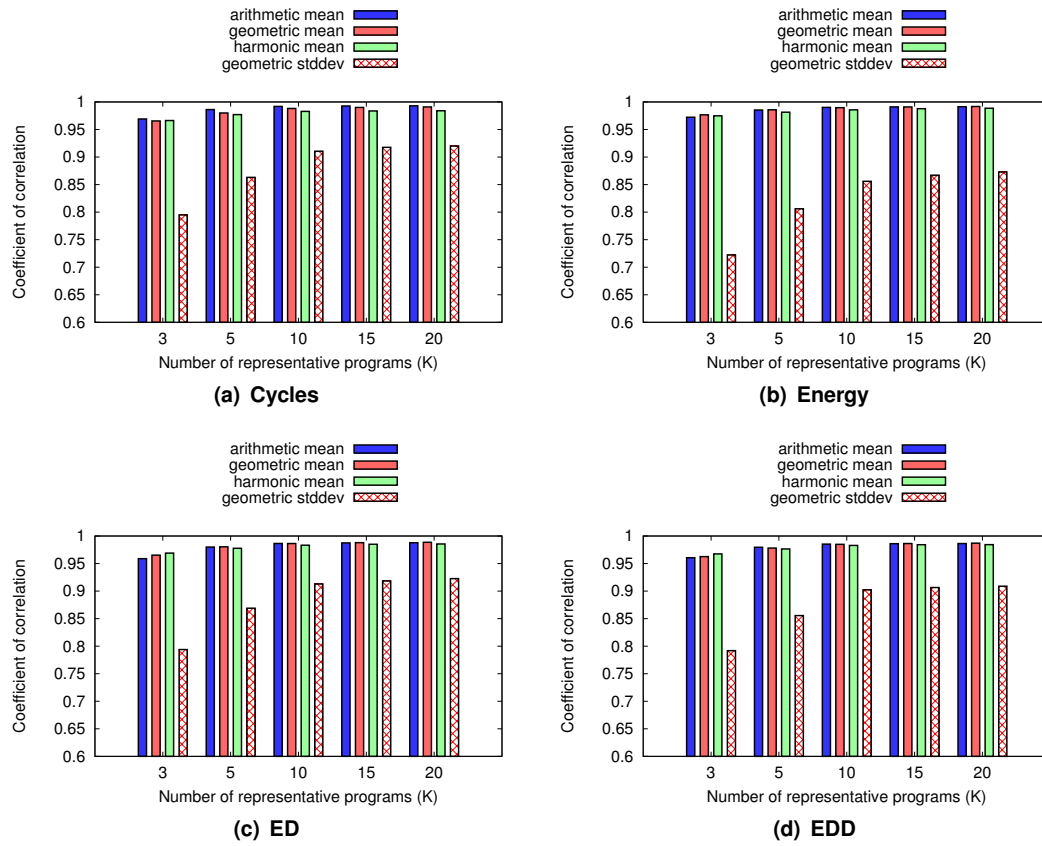 arithmetic mean
geometric mean
harmonic mean
geometric stddev
1
0.95
0.9
0.85
0.8
0.75
0.7
0.65
0.6
Coefficient of correlation
3 5 10 15 20
Number of representative programs (K)
(a) Cycles
arithmetic mean
geometric mean
harmonic mean
geometric stddev
1
0.95
0.9
0.85
0.8
0.75
0.7
0.65
0.6
Coefficient of correlation
3 5 10 15 20
Number of representative programs (K)
(b) Energy
arithmetic mean
geometric mean
harmonic mean
geometric stddev
1
0.95
0.9
0.85
0.8
0.75
0.7
0.65
0.6
Coefficient of correlation
3 5 10 15 20
Number of representative programs (K)
(c) ED
arithmetic mean
geometric mean
harmonic mean
geometric stddev
1
0.95
0.9
0.85
0.8
0.75
0.7
0.65
0.6
Coefficient of correlation
3 5 10 15 20
Number of representative programs (K)
(d) EDD